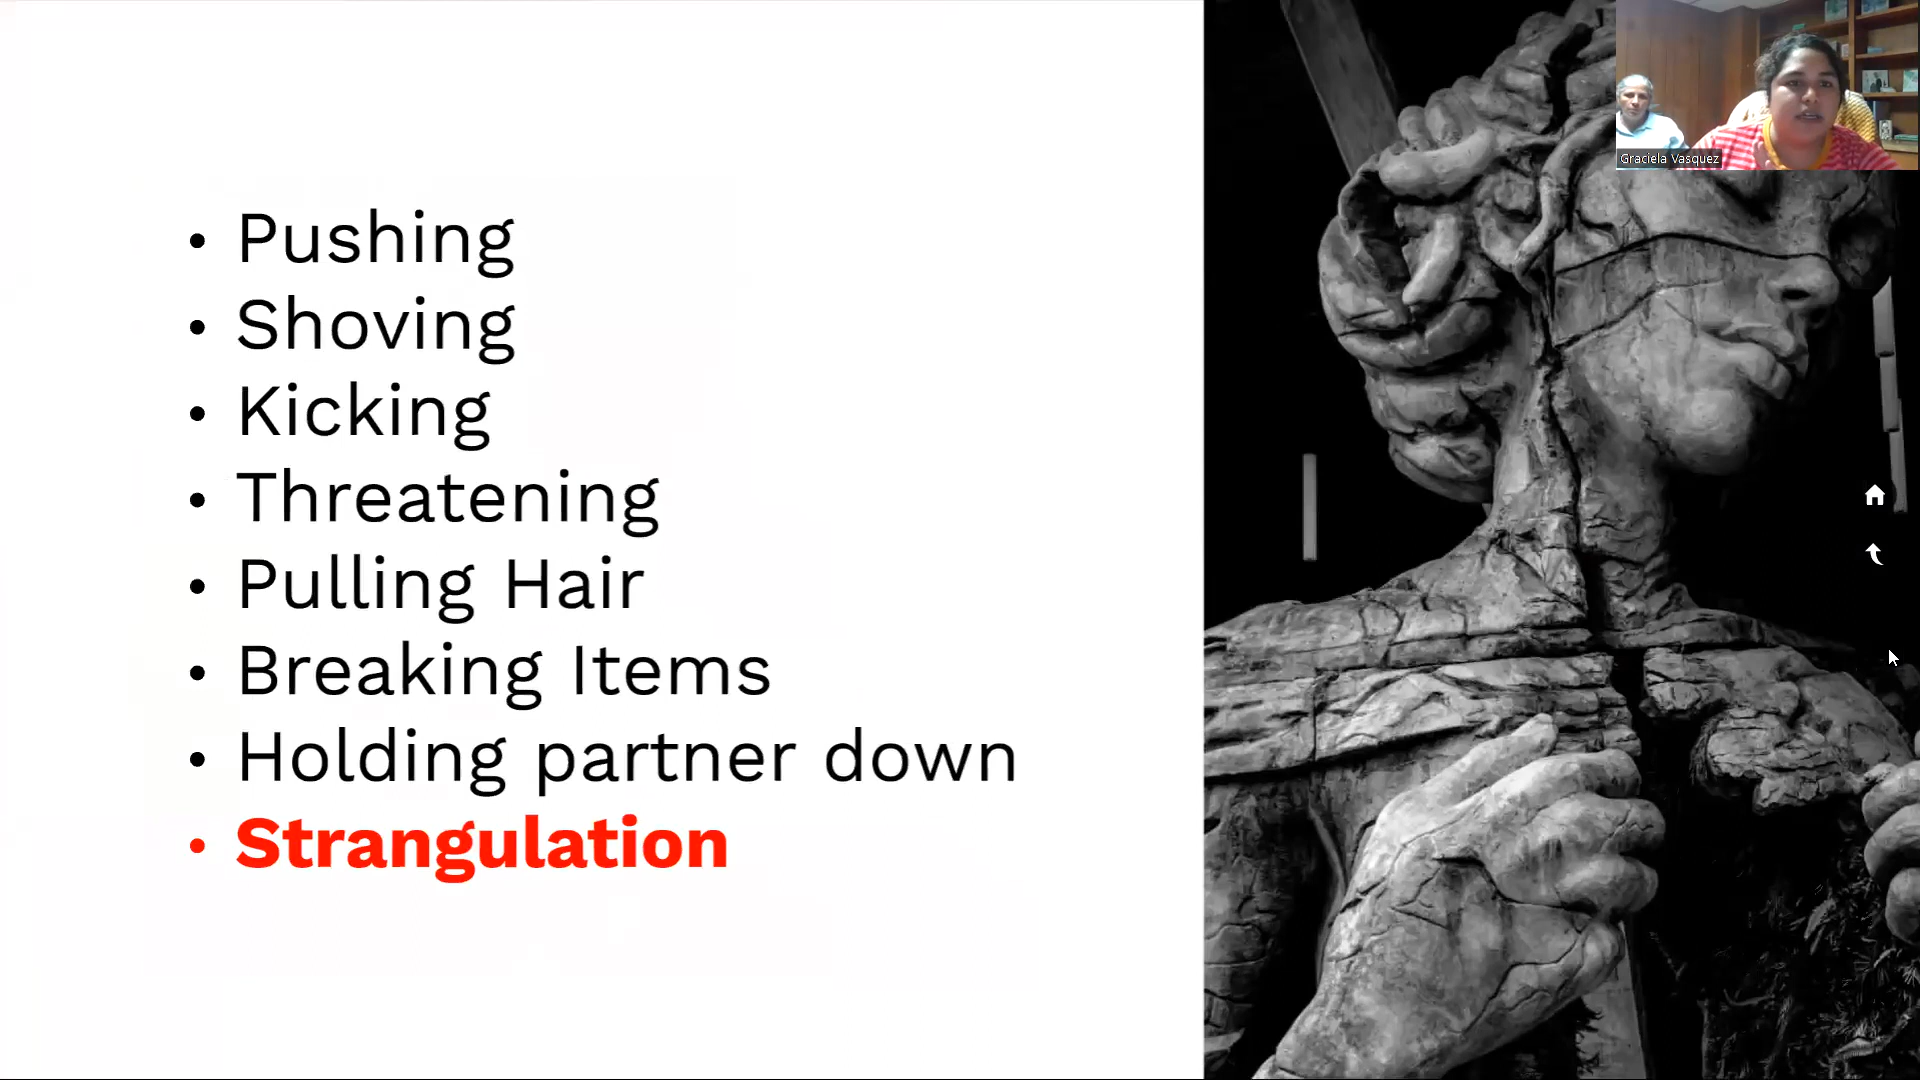 Graciela Vasquez
• Pushing
• Shoving
• Kicking
• Threatening
• Pulling Hair
• Breaking Items
• Holding partner down
• Strangulation